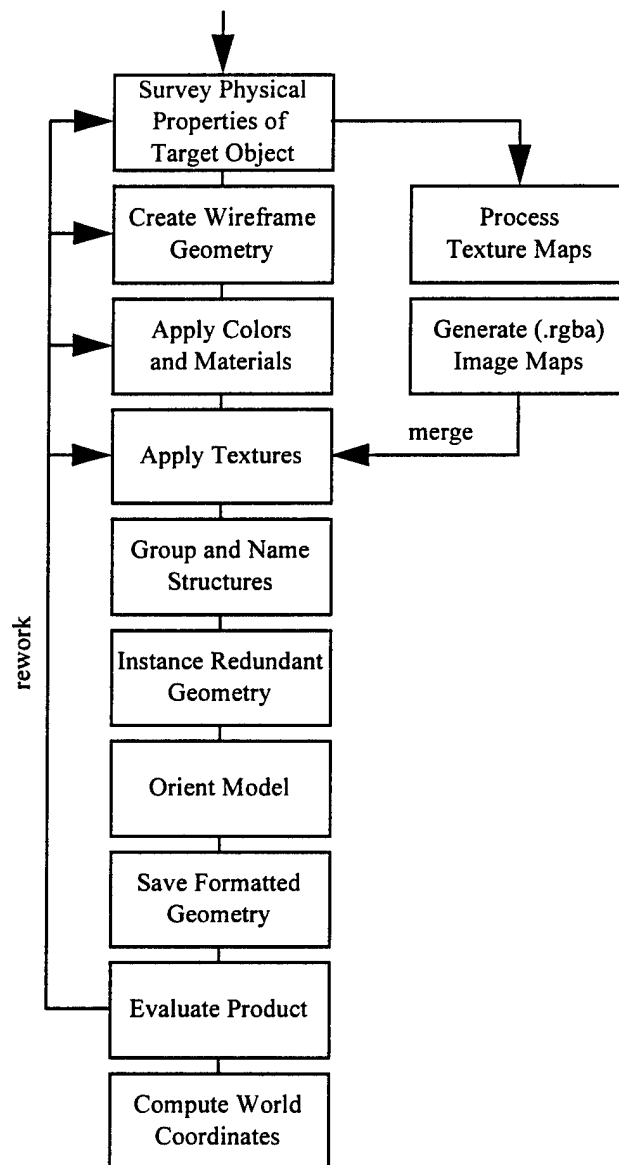 Survey Physical
Properties of
Target Object
Create Wireframe
Geometry
Process
Texture Maps
Apply Colors
and Materials
Generate (.rgba)
Image Maps
merge
Apply Textures
Group and Name
Structures
rework
Instance Redundant
Geometry
Orient Model
Save Formatted
Geometry
Evaluate Product
Compute World
Coordinates